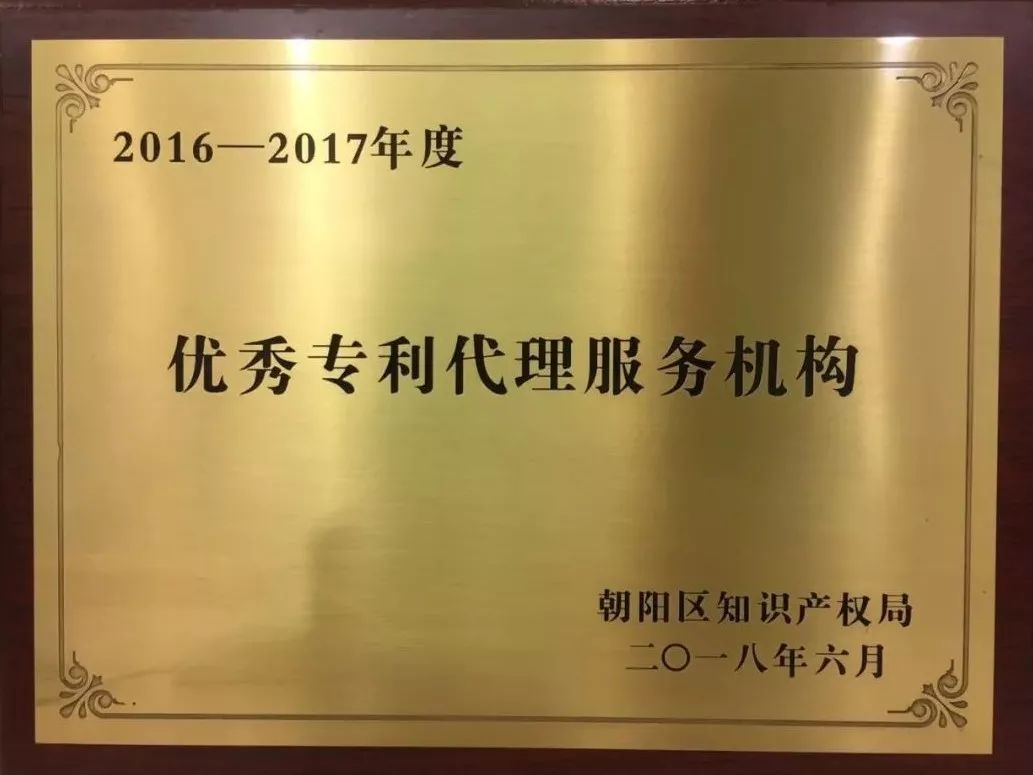 2016—2017年度
优秀专利代理服务机构
朝阳区知识产权局
二〇一八年六月